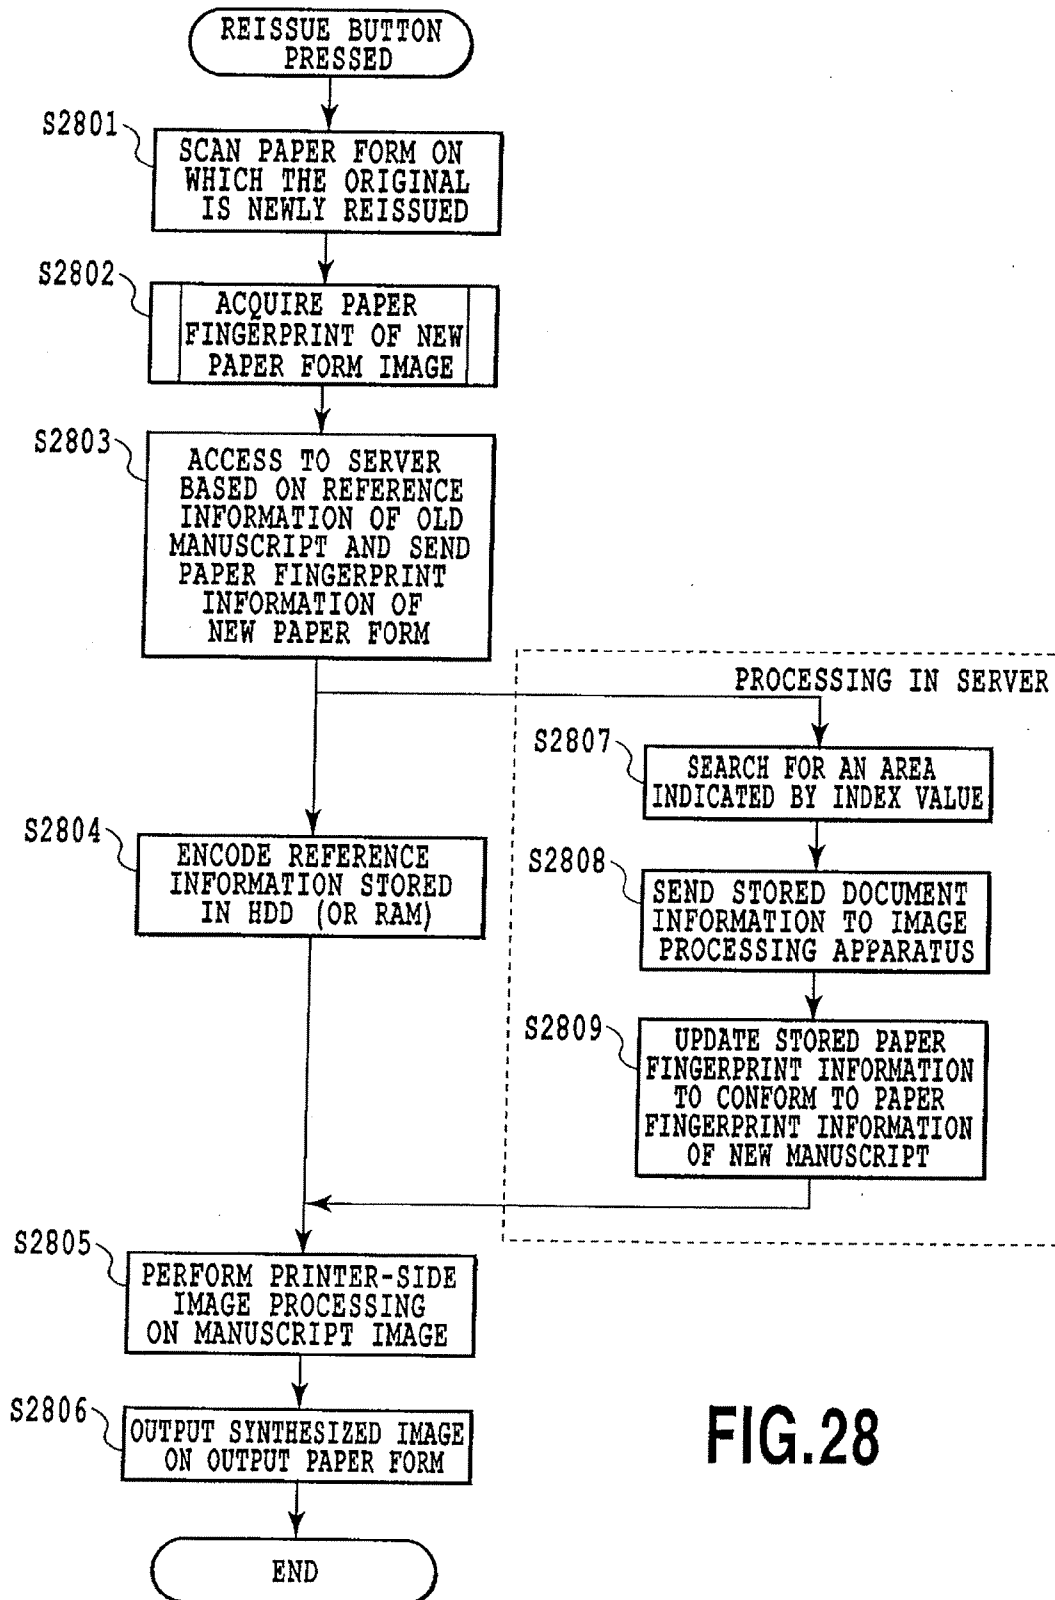 REISSUE BUTTON
PRESSED
S2801
SCAN PAPER FORM ON
WHICH THE ORIGINAL
IS NEWLY REISSUED
S2802
ACQUIRE PAPER
FINGERPRINT OF NEW
PAPER FORM IMAGE
S2803
ACCESS TO SERVER
BASED ON REFERENCE
INFORMATION OF OLD
MANUSCRIPT AND SEND
PAPER FINGERPRINT
INFORMATION OF
NEW PAPER FORM
PROCESSING IN SERVER
S2807
SEARCH FOR AN AREA
INDICATED BY INDEX VALUE
S2804
ENCODE REFERENCE
INFORMATION STORED
IN HDD (OR RAM)
S2808
SEND STORED DOCUMENT
INFORMATION TO IMAGE
PROCESSING APPARATUS
S2809
UPDATE STORED PAPER
FINGERPRINT INFORMATION
TO CONFORM TO PAPER
FINGERPRINT INFORMATION
OF NEW MANUSCRIPT
S2805
PERFORM PRINTER-SIDE
IMAGE PROCESSING
ON MANUSCRIPT IMAGE
S2806
OUTPUT SYNTHESIZED IMAGE
ON OUTPUT PAPER FORM
END
FIG.28